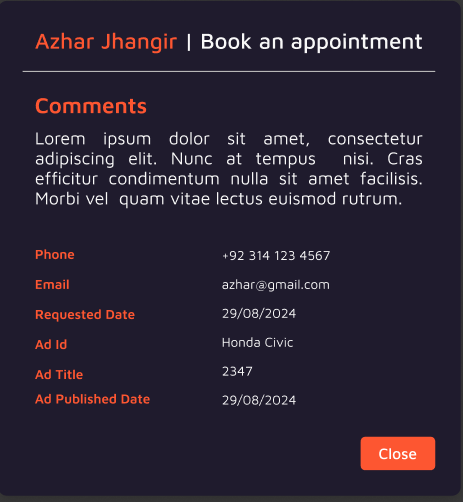 Azhar Jhangir | Book an appointment
Comments
Lorem ipsum dolor sit amet, consectetur
adipiscing elit. Nunc at tempus nisi. Cras
efficitur condimentum nulla sit amet facilisis.
Morbi vel quam vitae lectus euismod rutrum.
Phone +92 314 123 4567
Email azhar@gmail.com
Requested Date 29/08/2024
Ad Id Honda Civic
Ad Title 2347
Ad Published Date 29/08/2024
Close